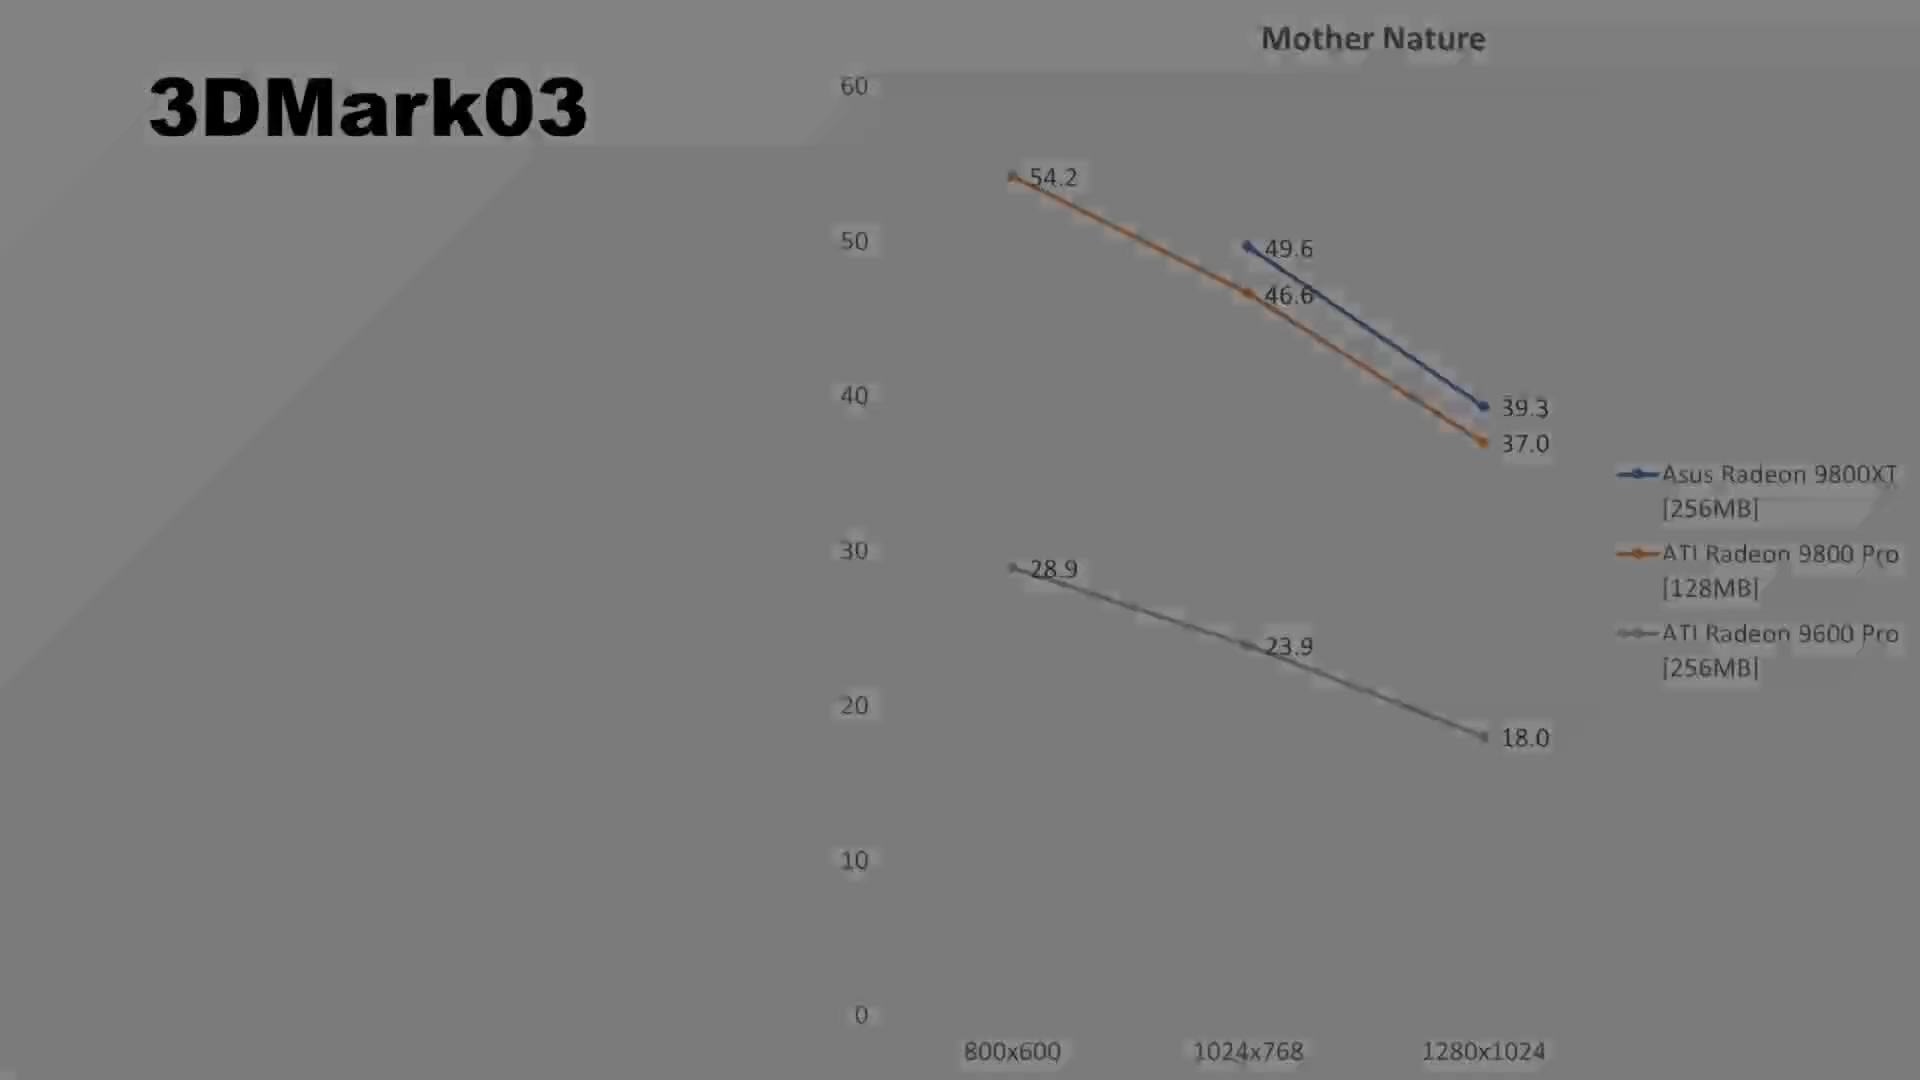 Mother Nature
3DMark03
60
50
40
30
20
10
0
54.2
49.6
46.6
39.3
37.0
28.9
23.9
18.0
800x600
1024x768
1280x1024
Asus Radeon 9800XT
[256MB]
ATI Radeon 9800 Pro
[128MB]
ATI Radeon 9600 Pro
[256MB]